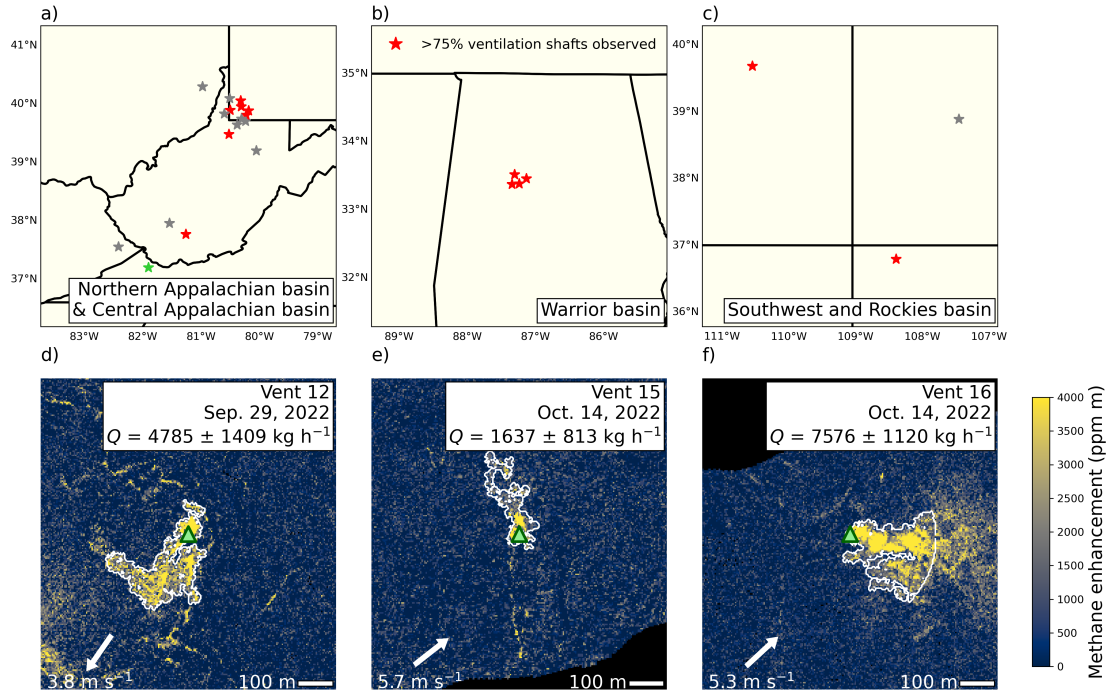 a)
b)
c)
41°N
40°N
39°N
38°N
37°N
83°W
82°W
81°W
80°W
79°W
Northern Appalachian basin
& Central Appalachian basin
>75% ventilation shafts observed
35°N
34°N
33°N
32°N
89°W
88°W
87°W
86°W
Warrior basin
40°N
39°N
38°N
37°N
36°N
111°W
110°W
109°W
108°W
107°W
Southwest and Rockies basin
d)
e)
f)
Vent 12
Sep. 29, 2022
Q = 4785 ± 1409 kg h⁻¹
3.8 m s⁻¹
100 m
Vent 15
Oct. 14, 2022
Q = 1637 ± 813 kg h⁻¹
5.7 m s⁻¹
100 m
Vent 16
Oct. 14, 2022
Q = 7576 ± 1120 kg h⁻¹
5.3 m s⁻¹
100 m
4000
3500
3000
2500
2000
1500
1000
500
0
Methane enhancement (ppm m)